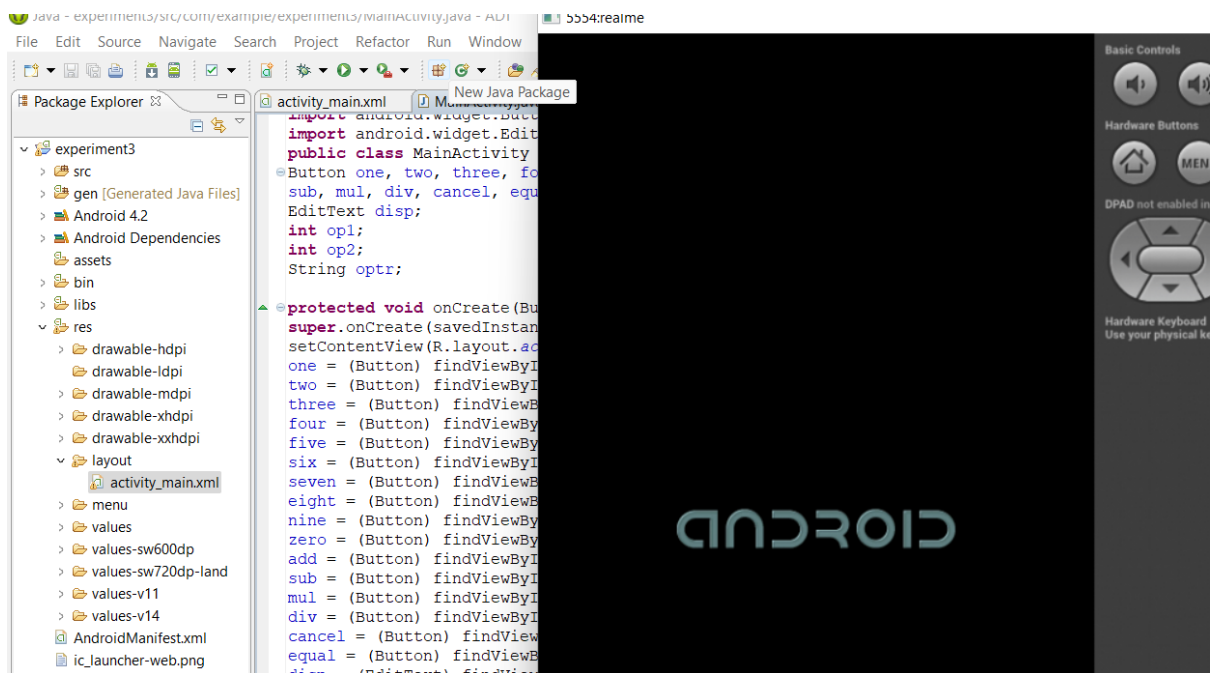 Java - experiment3/src/com/example/experiment3/MainActivity.java - ADT
5554:realme
File Edit Source Navigate Search Project Refactor Run Window
New Java Package
Package Explorer
activity_main.xml
experiment3
src
gen [Generated Java Files]
Android 4.2
Android Dependencies
assets
bin
libs
res
drawable-hdpi
drawable-ldpi
drawable-mdpi
drawable-xhdpi
drawable-xxhdpi
layout
activity_main.xml
menu
values
values-sw600dp
values-sw720dp-land
values-v11
values-v14
AndroidManifest.xml
ic_launcher-web.png
import android.widget.Butt
import android.widget.Edit
public class MainActivity
Button one, two, three, fo
sub, mul, div, cancel, equ
EditText disp;
int op1;
int op2;
String optr;
protected void onCreate(Bu
super.onCreate(savedInstan
setContentView(R.layout.ac
one = (Button) findViewByI
two = (Button) findViewByI
three = (Button) findViewB
four = (Button) findViewBy
five = (Button) findViewBy
six = (Button) findViewByI
seven = (Button) findViewB
eight = (Button) findViewB
nine = (Button) findViewBy
zero = (Button) findViewBy
add = (Button) findViewByI
sub = (Button) findViewByI
mul = (Button) findViewByI
div = (Button) findViewByI
cancel = (Button) findView
equal = (Button) findViewB
disp = (EditText) findView
ANDROID
Basic Controls
Hardware Buttons
MEN
DPAD not enabled in
Hardware Keyboard
Use your physical ke